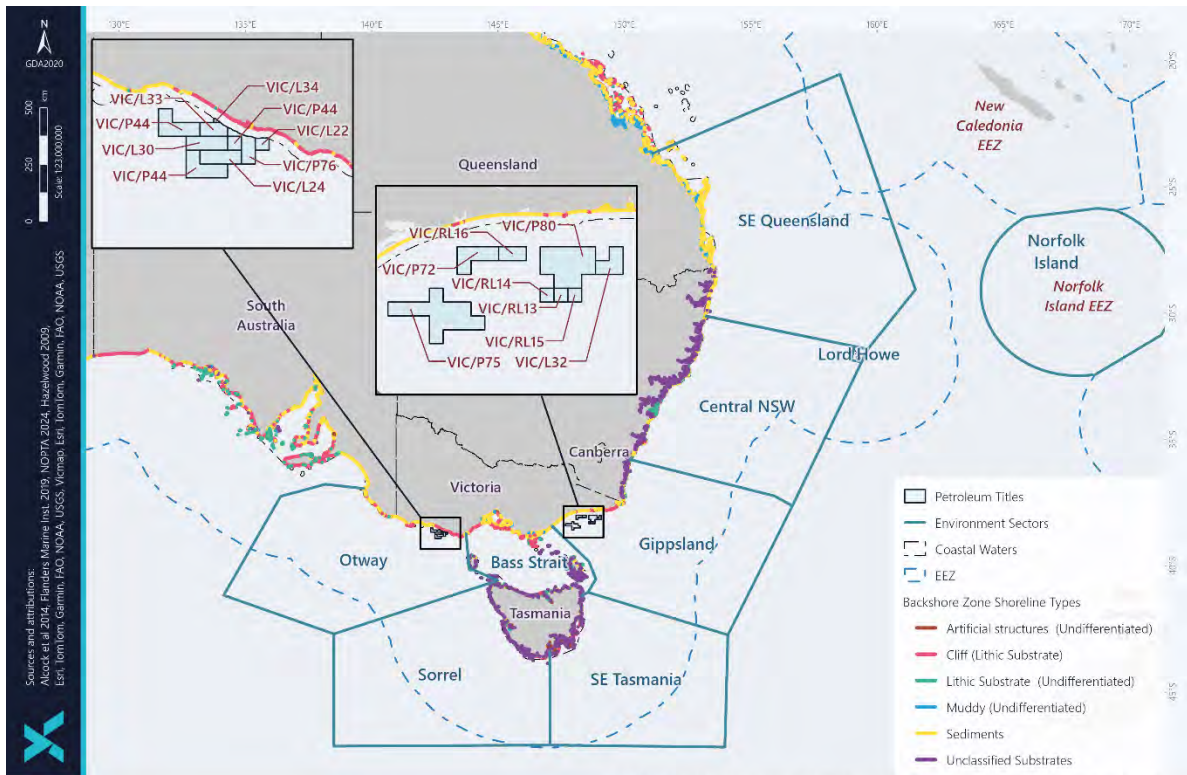 N
GDA2020
500
km
250
0
Scale: 1:23,000,000
Sources and attributions:
Alcock et al 2014, Flanders Marine Inst. 2019, NOPTA 2024, Hazelwood 2009,
Esri, TomTom, Garmin, FAO, NOAA, USGS, Vicmap, Esri, TomTom, Garmin, FAO, NOAA, USGS
130°E
135°E
140°E
145°E
150°E
155°E
160°E
165°E
70°E
20°S
25°S
30°S
35°S
40°S
45°S
VIC/L34
VIC/L33
VIC/P44
VIC/P44
VIC/L22
VIC/L30
VIC/P76
VIC/P44
VIC/L24
Queensland
VIC/RL16
VIC/P80
VIC/P72
VIC/RL14
VIC/RL13
VIC/RL15
VIC/P75
VIC/L32
New
Caledonia
EEZ
SE Queensland
Norfolk
Island
Norfolk
Island EEZ
South
Australia
Lord Howe
Central NSW
Canberra
Victoria
Gippsland
Otway
Bass Strait
Tasmania
Sorrel
SE Tasmania
Petroleum Titles
Environment Sectors
Coastal Waters
EEZ
Backshore Zone Shoreline Types
Artificial structures (Undifferentiated)
Cliff (Lithic Substrate)
Lithic Substrate (Undifferentiated)
Muddy (Undifferentiated)
Sediments
Unclassified Substrates